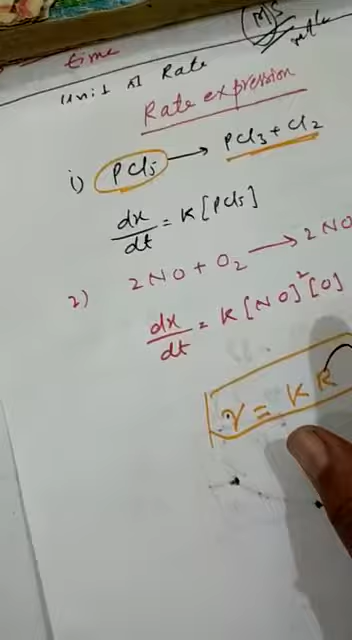 time
Unit of Rate
Rate expression
i) PCl5 → PCl3 + Cl2
dx/dt = K [PCl5]
2) 2NO + O2 → 2NO
dx/dt = K [NO]² [O]
r = K R